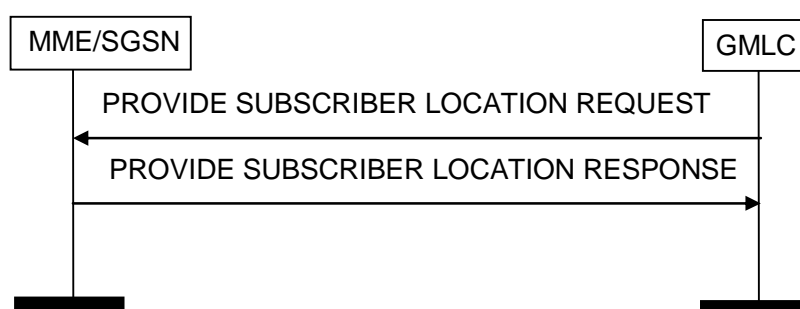 MME/SGSN
GMLC
PROVIDE SUBSCRIBER LOCATION REQUEST
PROVIDE SUBSCRIBER LOCATION RESPONSE